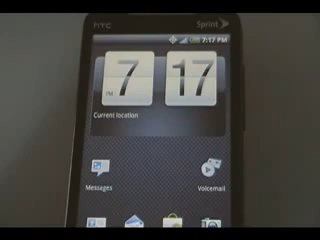 HTC Sprint
7:17 PM
7 17
PM
Current location
Messages Voicemail